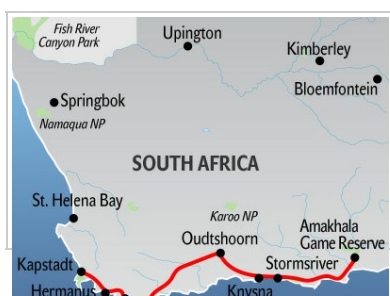 Fish River
Canyon Park
Upington
Kimberley
Bloemfontein
Springbok
Namaqua NP
SOUTH AFRICA
St. Helena Bay
Karoo NP
Oudtshoorn
Amakhala
Game Reserve
Kapstadt
Stormsriver
Hermanus
Knysna